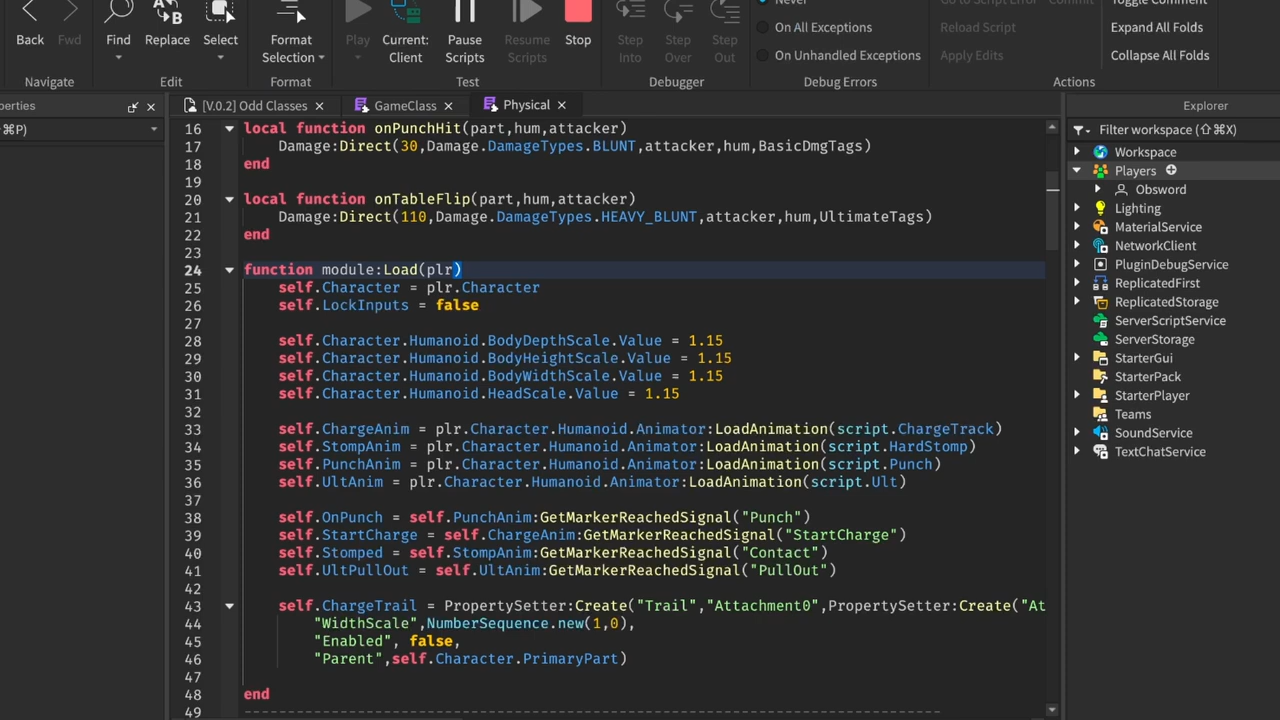 Never
Go to Script Error Commit
Toggle Comment
Back Fwd Find Replace Select Format Selection Play Current: Client Pause Scripts Resume Scripts Stop Step Into Step Over Step Out
On All Exceptions
On Unhandled Exceptions
Reload Script
Apply Edits
Expand All Folds
Collapse All Folds
Navigate Edit Format Test Debugger Debug Errors Actions
operties
⌘P)
[V.0.2] Odd Classes
GameClass
Physical
16 local function onPunchHit(part,hum,attacker)
17 Damage:Direct(30,Damage.DamageTypes.BLUNT,attacker,hum,BasicDmgTags)
18 end
19
20 local function onTableFlip(part,hum,attacker)
21 Damage:Direct(110,Damage.DamageTypes.HEAVY_BLUNT,attacker,hum,UltimateTags)
22 end
23
24 function module:Load(plr)
25 self.Character = plr.Character
26 self.LockInputs = false
27
28 self.Character.Humanoid.BodyDepthScale.Value = 1.15
29 self.Character.Humanoid.BodyHeightScale.Value = 1.15
30 self.Character.Humanoid.BodyWidthScale.Value = 1.15
31 self.Character.Humanoid.HeadScale.Value = 1.15
32
33 self.ChargeAnim = plr.Character.Humanoid.Animator:LoadAnimation(script.ChargeTrack)
34 self.StompAnim = plr.Character.Humanoid.Animator:LoadAnimation(script.HardStomp)
35 self.PunchAnim = plr.Character.Humanoid.Animator:LoadAnimation(script.Punch)
36 self.UltAnim = plr.Character.Humanoid.Animator:LoadAnimation(script.Ult)
37
38 self.OnPunch = self.PunchAnim:GetMarkerReachedSignal("Punch")
39 self.StartCharge = self.ChargeAnim:GetMarkerReachedSignal("StartCharge")
40 self.Stomped = self.StompAnim:GetMarkerReachedSignal("Contact")
41 self.UltPullOut = self.UltAnim:GetMarkerReachedSignal("PullOut")
42
43 self.ChargeTrail = PropertySetter:Create("Trail","Attachment0",PropertySetter:Create("At
44 "WidthScale",NumberSequence.new(1,0),
45 "Enabled", false,
46 "Parent",self.Character.PrimaryPart)
47
48 end
49 --------------------------------------------------------------------------------
Explorer
Filter workspace (⇧⌘X)
Workspace
Players
Obsword
Lighting
MaterialService
NetworkClient
PluginDebugService
ReplicatedFirst
ReplicatedStorage
ServerScriptService
ServerStorage
StarterGui
StarterPack
StarterPlayer
Teams
SoundService
TextChatService